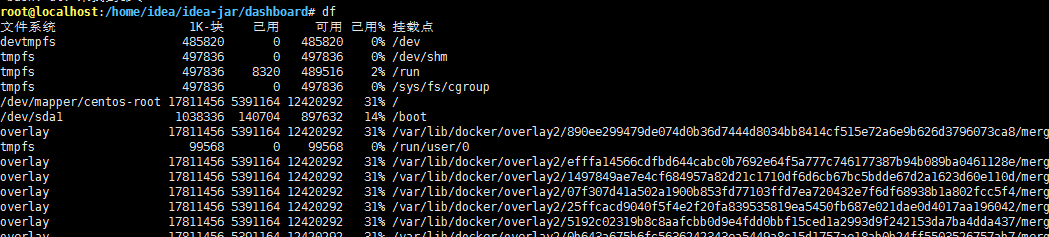 root@localhost:/home/idea/idea-jar/dashboard# df
文件系统 1K-块 已用 可用 已用% 挂载点
devtmpfs 485820 0 485820 0% /dev
tmpfs 497836 0 497836 0% /dev/shm
tmpfs 497836 8320 489516 2% /run
tmpfs 497836 0 497836 0% /sys/fs/cgroup
/dev/mapper/centos-root 17811456 5391164 12420292 31% /
/dev/sda1 1038336 140704 897632 14% /boot
overlay 17811456 5391164 12420292 31% /var/lib/docker/overlay2/890ee299479de074d0b36d7444d8034bb8414cf515e72a6e9b626d3796073ca8/merg
tmpfs 99568 0 99568 0% /run/user/0
overlay 17811456 5391164 12420292 31% /var/lib/docker/overlay2/efffa14566cdfbd644cabc0b7692e64f5a777c746177387b94b089ba0461128e/merg
overlay 17811456 5391164 12420292 31% /var/lib/docker/overlay2/1497849ae7e4cf684957a82d21c1710df6d6cb67bc5bdde67d2a1623d60e110d/merg
overlay 17811456 5391164 12420292 31% /var/lib/docker/overlay2/07f307d41a502a1900b853fd77103ffd7ea720432e7f6df68938b1a802fcc5f4/merg
overlay 17811456 5391164 12420292 31% /var/lib/docker/overlay2/25ffcacd9040f5f4e2f20fa839535819ea5450fb687e021dae0d4017aa196042/merg
overlay 17811456 5391164 12420292 31% /var/lib/docker/overlay2/5192c02319b8c8aafcbb0d9e4fdd0bbf15ced1a2993d9f242153da7ba4dda437/merg
overlay 17811456 5391164 12420292 31%